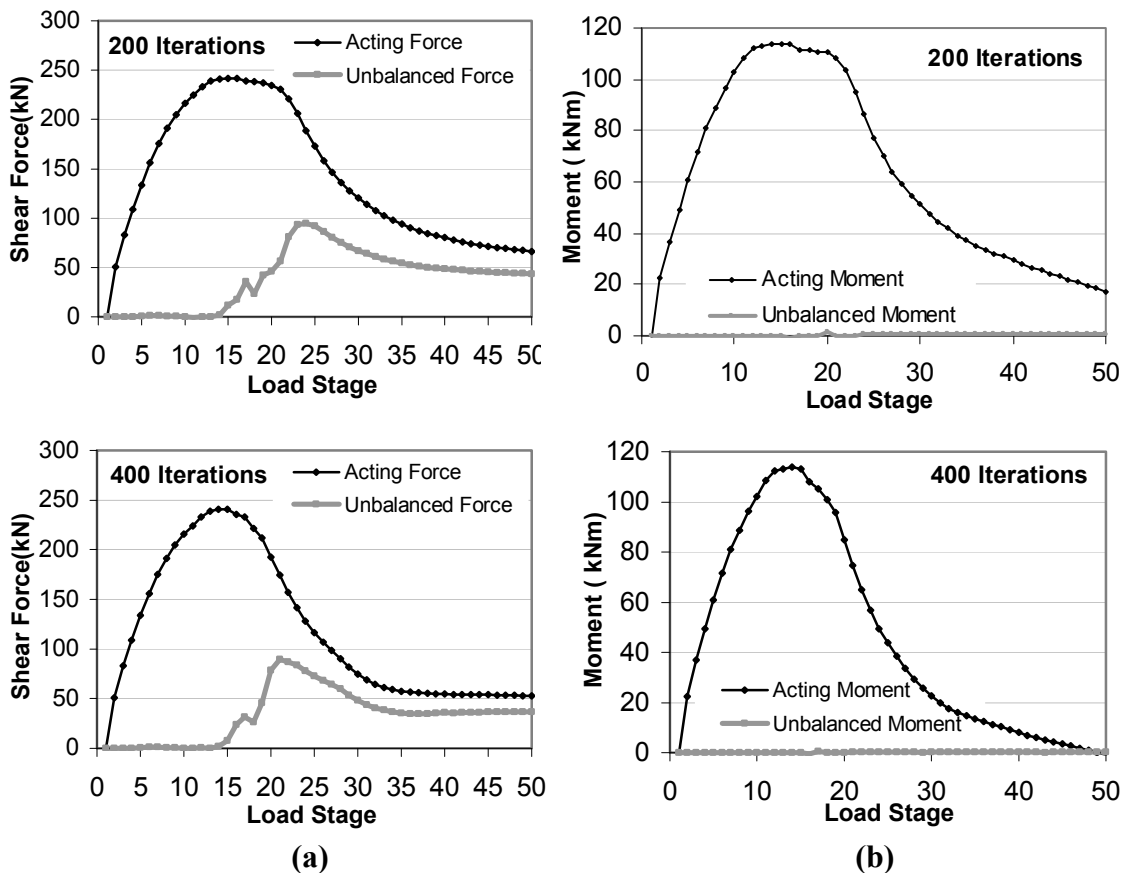 200 Iterations
Acting Force
Unbalanced Force
Shear Force(kN)
300
250
200
150
100
50
0
0 5 10 15 20 25 30 35 40 45 50
Load Stage
200 Iterations
Acting Moment
Unbalanced Moment
Moment ( kNm)
120
100
80
60
40
20
0
0 10 20 30 40 50
Load Stage
400 Iterations
Acting Force
Unbalanced Force
Shear Force(kN)
300
250
200
150
100
50
0
0 5 10 15 20 25 30 35 40 45 50
Load Stage
400 Iterations
Acting Moment
Unbalanced Moment
Moment ( kNm)
120
100
80
60
40
20
0
0 10 20 30 40 50
Load Stage
(a)
(b)